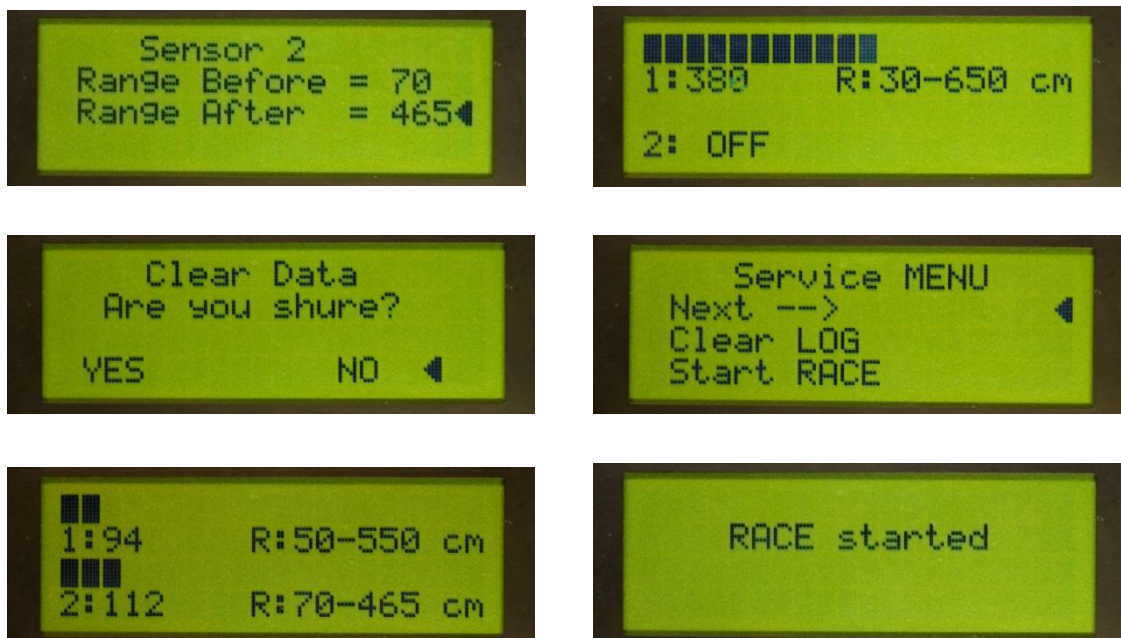 Sensor 2
Range Before = 70
Range After = 465
1:380 R:30-650 cm
2: OFF
Clear Data
Are you shure?
YES NO
Service MENU
Next -->
Clear LOG
Start RACE
1:94 R:50-550 cm
2:112 R:70-465 cm
RACE started